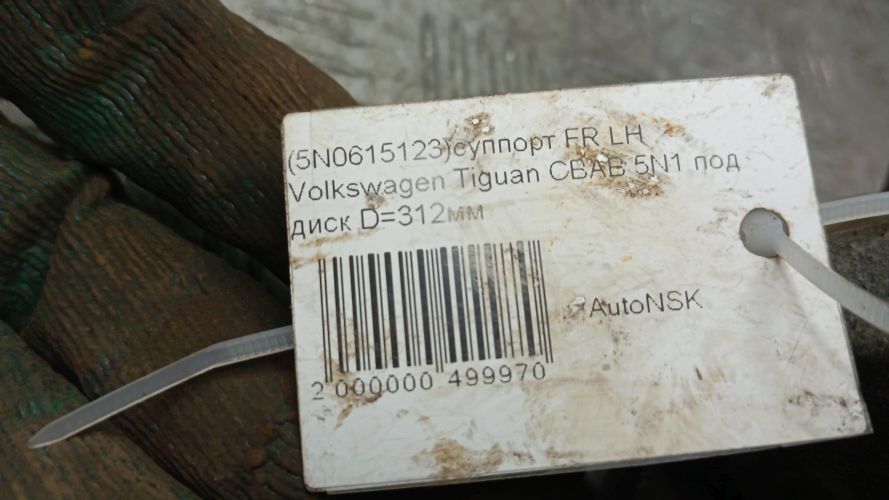 (5N0615123)суппорт FR LH
Volkswagen Tiguan CBAB 5N1 под
диск D=312мм
AutoNSK
2 000000 499970